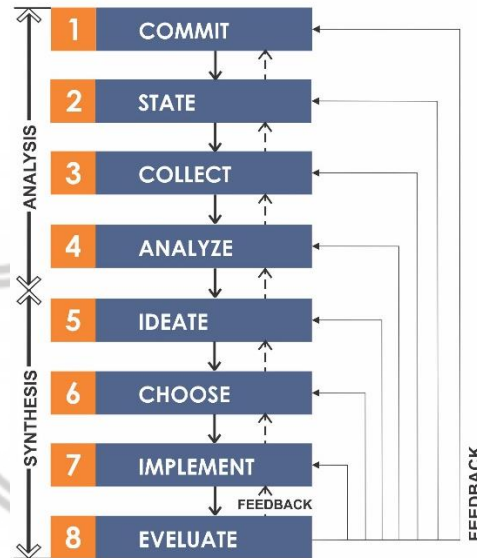 1 COMMIT
2 STATE
3 COLLECT
4 ANALYZE
5 IDEATE
6 CHOOSE
7 IMPLEMENT
FEEDBACK
8 EVELUATE
ANALYSIS
SYNTHESIS
FEEDBACK